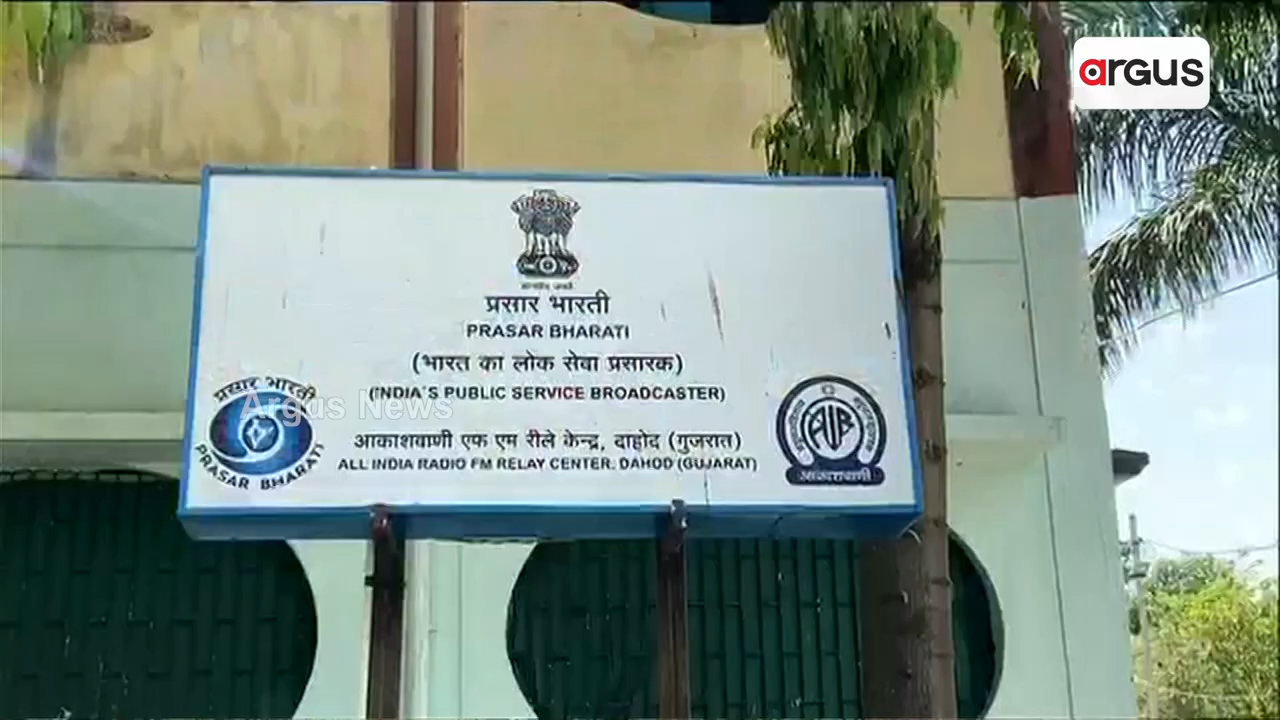 argus
प्रसार भारती
PRASAR BHARATI
(भारत का लोक सेवा प्रसारक)
(INDIA'S PUBLIC SERVICE BROADCASTER)
प्रसार भारती
PRASAR BHARATI
Argus News
आकाशवाणी एफ एम रीले केन्द्र, दाहोद (गुजरात)
ALL INDIA RADIO FM RELAY CENTER, DAHOD (GUJARAT)
AIR
आकाशवाणी